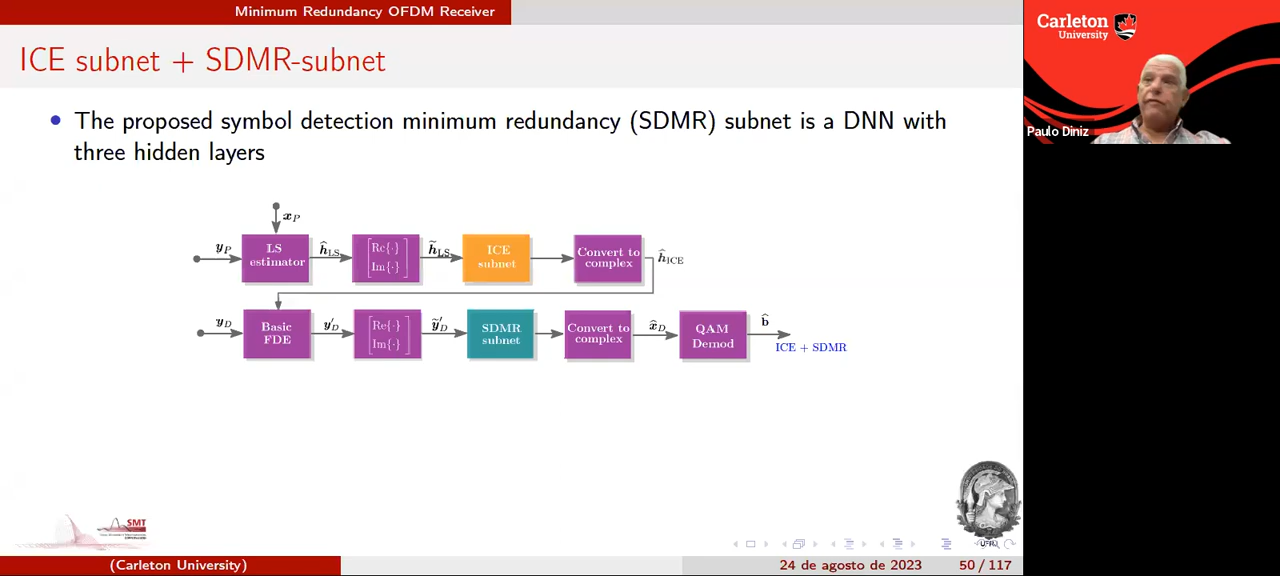 Minimum Redundancy OFDM Receiver
ICE subnet + SDMR-subnet
• The proposed symbol detection minimum redundancy (SDMR) subnet is a DNN with
three hidden layers
x_P
y_P
LS
estimator
ĥ_LS
Re{·}
Im{·}
h̃_LS
ICE
subnet
Convert to
complex
ĥ_ICE
y_D
Basic
FDE
y′_D
Re{·}
Im{·}
ỹ′_D
SDMR
subnet
Convert to
complex
x̂_D
QAM
Demod
b̂
ICE + SDMR
SMT
UFRJ
(Carleton University)
24 de agosto de 2023
50 / 117
Carleton
University
Paulo Diniz